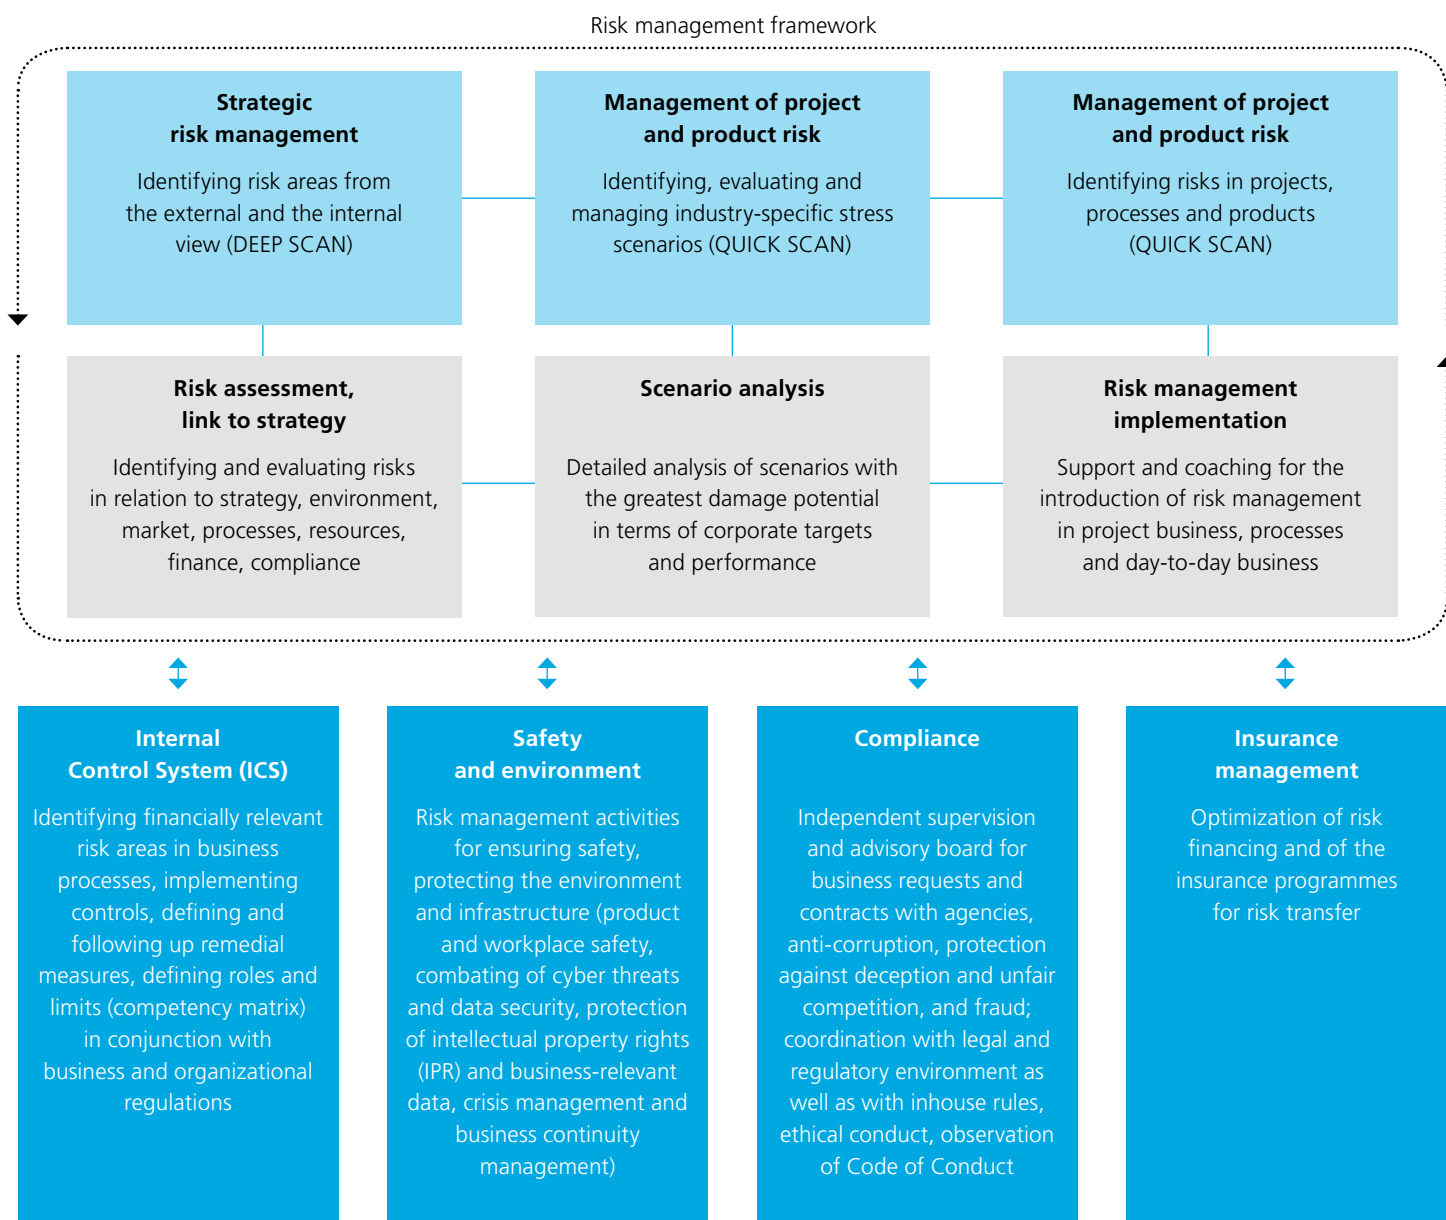 Risk management framework
Strategic
risk management
Identifying risk areas from
the external and the internal
view (DEEP SCAN)
Management of project
and product risk
Identifying, evaluating and
managing industry-specific stress
scenarios (QUICK SCAN)
Management of project
and product risk
Identifying risks in projects,
processes and products
(QUICK SCAN)
Risk assessment,
link to strategy
Identifying and evaluating risks
in relation to strategy, environment,
market, processes, resources,
finance, compliance
Scenario analysis
Detailed analysis of scenarios with
the greatest damage potential
in terms of corporate targets
and performance
Risk management
implementation
Support and coaching for the
introduction of risk management
in project business, processes
and day-to-day business
Internal
Control System (ICS)
Identifying financially relevant
risk areas in business
processes, implementing
controls, defining and
following up remedial
measures, defining roles and
limits (competency matrix)
in conjunction with
business and organizational
regulations
Safety
and environment
Risk management activities
for ensuring safety,
protecting the environment
and infrastructure (product
and workplace safety,
combating of cyber threats
and data security, protection
of intellectual property rights
(IPR) and business-relevant
data, crisis management and
business continuity
management)
Compliance
Independent supervision
and advisory board for
business requests and
contracts with agencies,
anti-corruption, protection
against deception and unfair
competition, and fraud;
coordination with legal and
regulatory environment as
well as with inhouse rules,
ethical conduct, observation
of Code of Conduct
Insurance
management
Optimization of risk
financing and of the
insurance programmes
for risk transfer